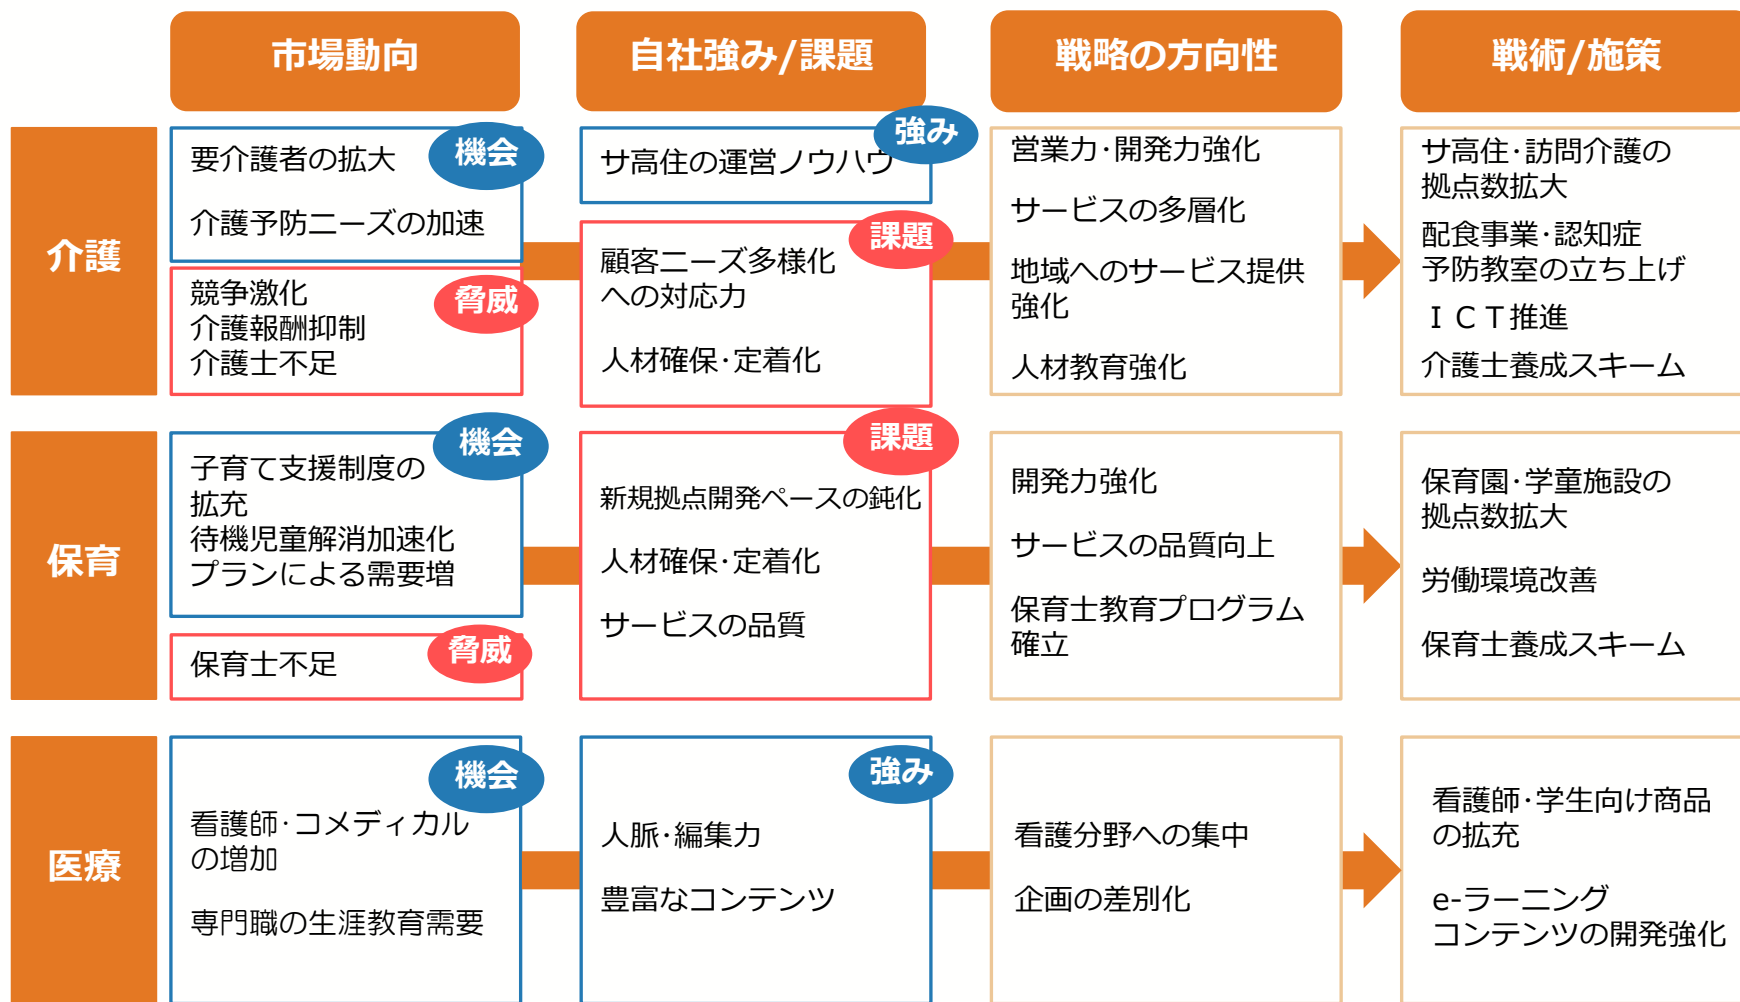 市場動向
自社強み/課題
戦略の方向性
戦術/施策
介護
機会
要介護者の拡大
介護予防ニーズの加速
脅威
競争激化
介護報酬抑制
介護士不足
強み
サ高住の運営ノウハウ
課題
顧客ニーズ多様化
への対応力
人材確保・定着化
営業力・開発力強化
サービスの多層化
地域へのサービス提供
強化
人材教育強化
サ高住・訪問介護の
拠点数拡大
配食事業・認知症
予防教室の立ち上げ
ＩＣＴ推進
介護士養成スキーム
保育
機会
子育て支援制度の
拡充
待機児童解消加速化
プランによる需要増
脅威
保育士不足
課題
新規拠点開発ペースの鈍化
人材確保・定着化
サービスの品質
開発力強化
サービスの品質向上
保育士教育プログラム
確立
保育園・学童施設の
拠点数拡大
労働環境改善
保育士養成スキーム
医療
機会
看護師・コメディカル
の増加
専門職の生涯教育需要
強み
人脈・編集力
豊富なコンテンツ
看護分野への集中
企画の差別化
看護師・学生向け商品
の拡充
e-ラーニング
コンテンツの開発強化